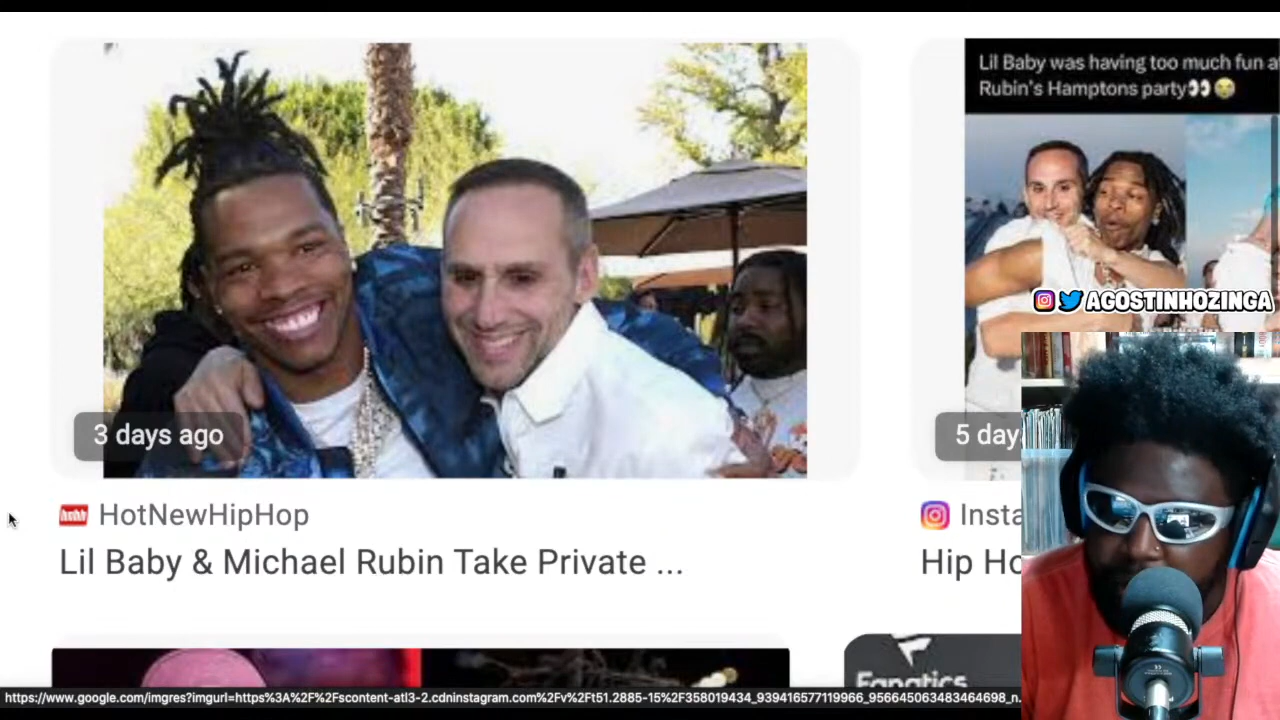 Lil Baby was having too much fun a
Rubin's Hamptons party👀😭
AGOSTINHOZINGA
3 days ago
5 day
HotNewHipHop
Insta
Lil Baby & Michael Rubin Take Private ...
Hip Ho
Fanatics
https://www.google.com/imgres?imgurl=https%3A%2F%2Fscontent-atl3-2.cdninstagram.com%2Fv%2Ft51.2885-15%2F358019434_939416577119966_956645063483464698_n.